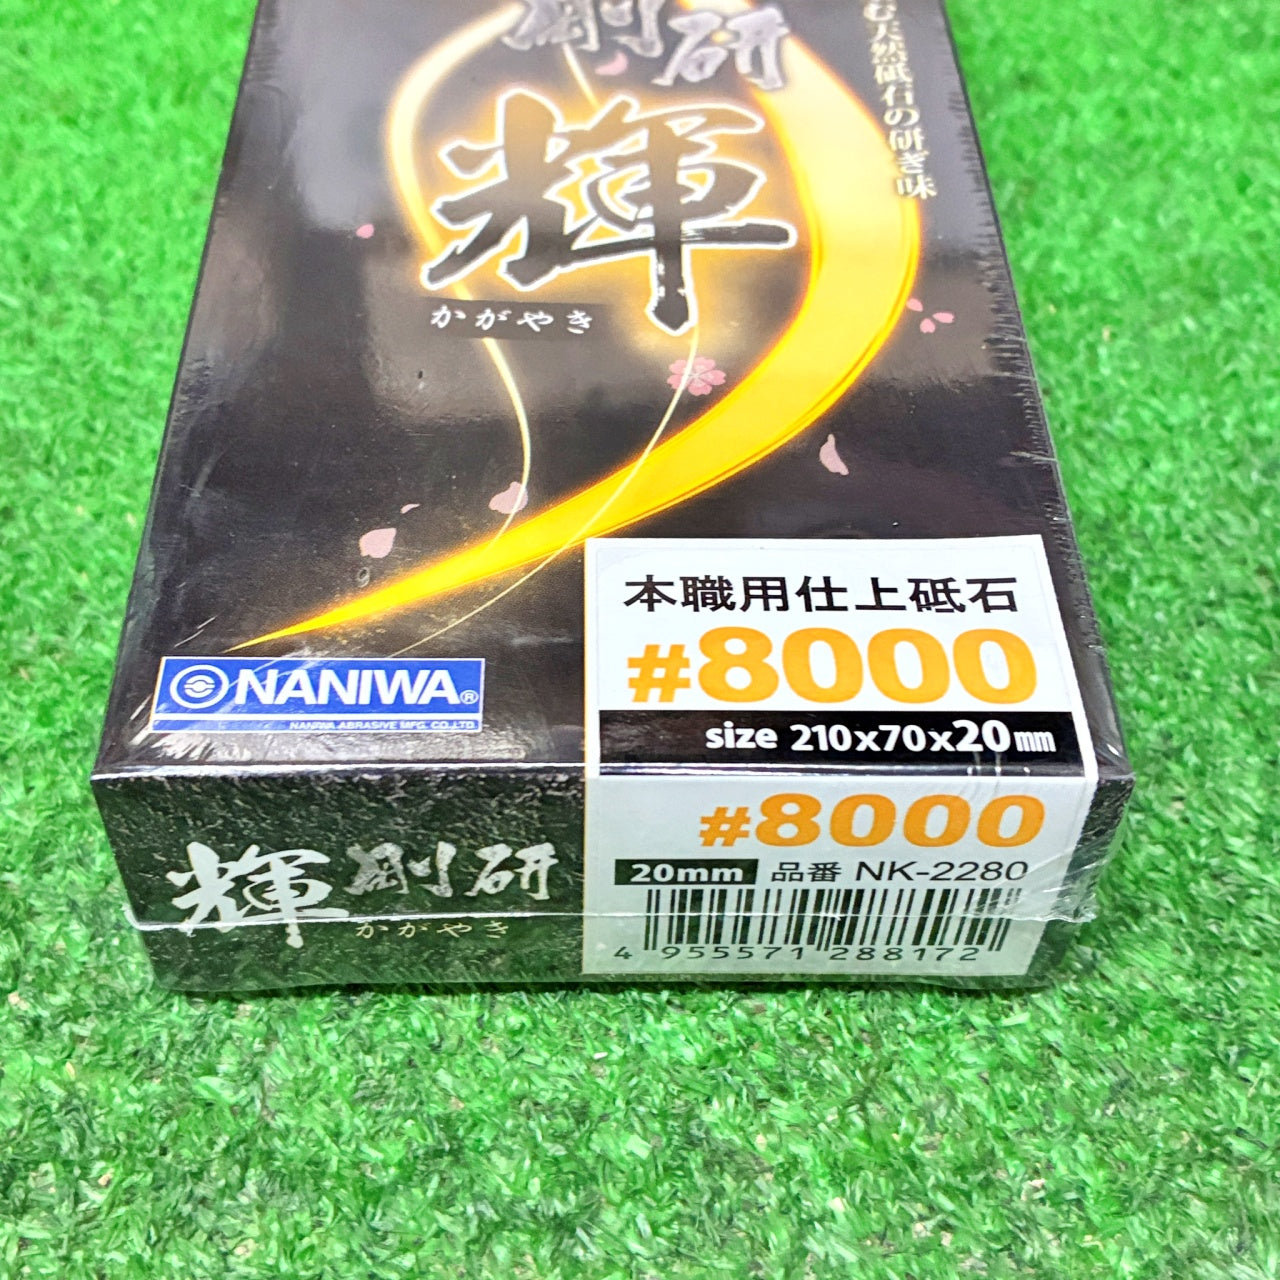 剛研
輝
かがやき
む天然砥石の研ぎ味
NANIWA®
NANIWA ABRASIVE MFG. CO.,LTD.
本職用仕上砥石
#8000
size 210x70x20mm
#8000
20mm 品番 NK-2280
4 955571 288172
輝 剛研
かがやき